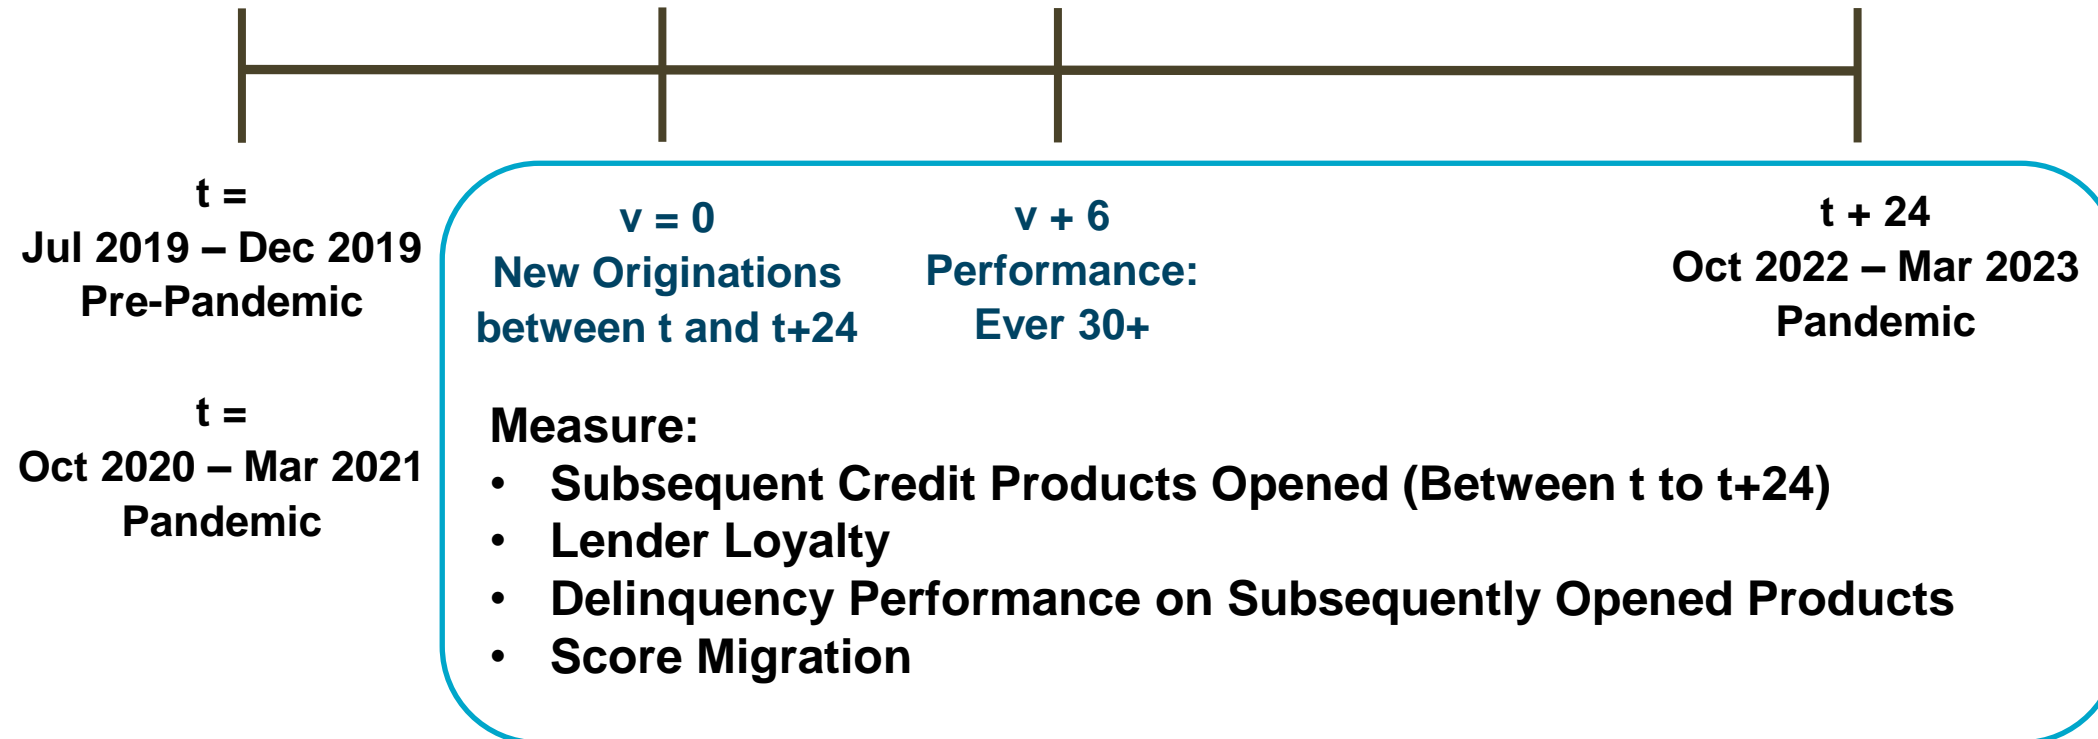 t =
Jul 2019 – Dec 2019
Pre-Pandemic
t =
Oct 2020 – Mar 2021
Pandemic
v = 0
New Originations
between t and t+24
v + 6
Performance:
Ever 30+
t + 24
Oct 2022 – Mar 2023
Pandemic
Measure:
• Subsequent Credit Products Opened (Between t to t+24)
• Lender Loyalty
• Delinquency Performance on Subsequently Opened Products
• Score Migration